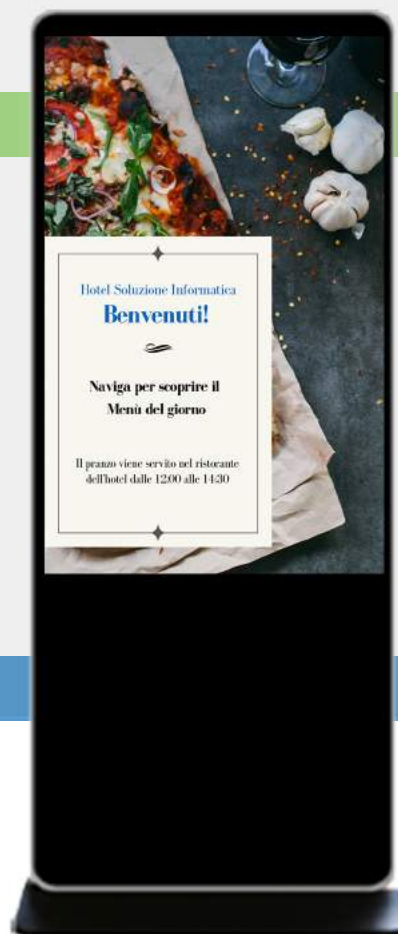 Hotel Soluzione Informatica
Benvenuti!
Naviga per scoprire il
Menù del giorno
Il pranzo viene servito nel ristorante
dell'hotel dalle 12:00 alle 14:30